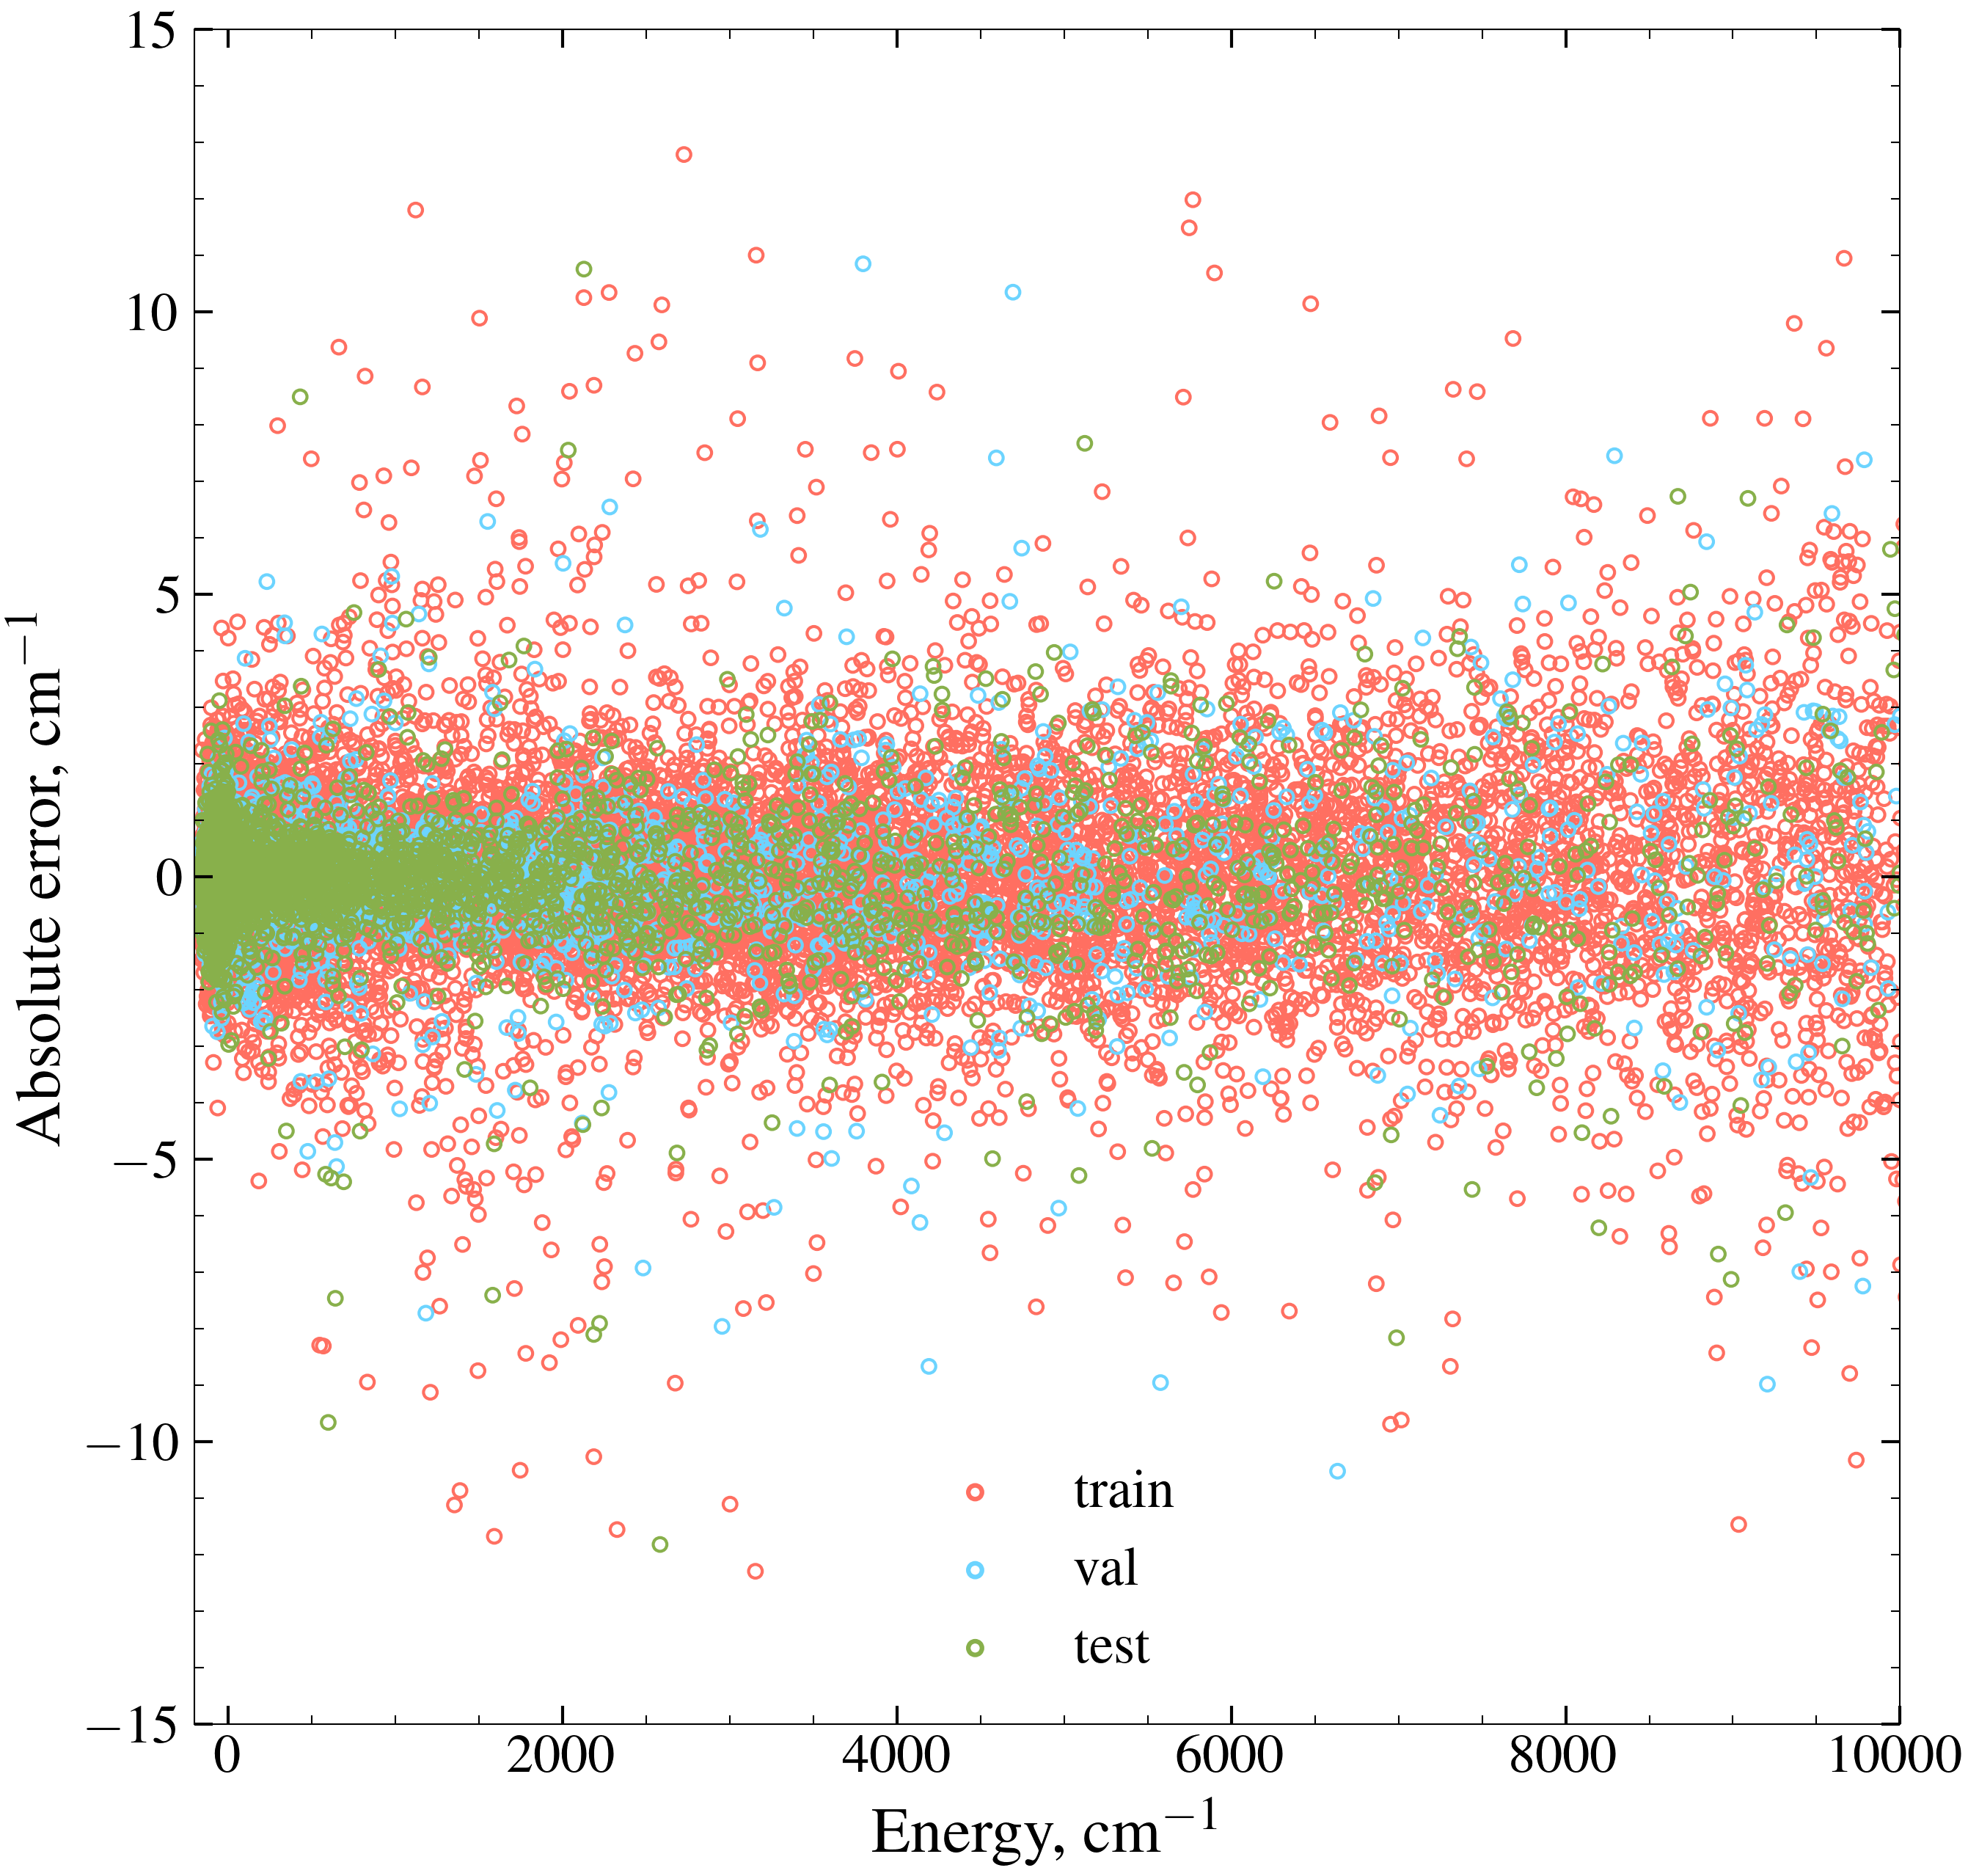 15
10
5
0
−5
−10
−15
Absolute error, cm⁻¹
train
val
test
0 2000 4000 6000 8000 10000
Energy, cm⁻¹